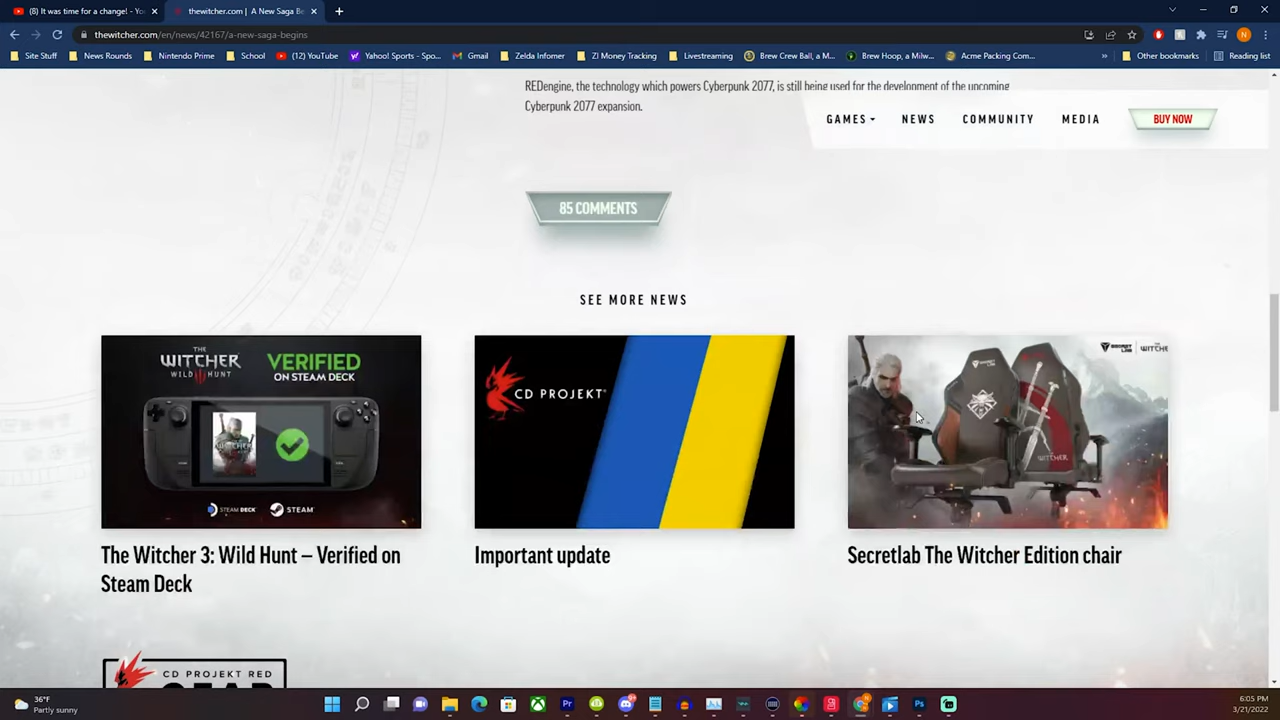 (8) It was time for a change! - Yo
thewitcher.com | A New Saga Be
thewitcher.com/en/news/42167/a-new-saga-begins
Site Stuff
News Rounds
Nintendo Prime
School
(12) YouTube
Yahoo! Sports - Spo...
Gmail
Zelda Infomer
ZI Money Tracking
Livestreaming
Brew Crew Ball, a M...
Brew Hoop, a Milw...
Acme Packing Com...
Other bookmarks
Reading list
REDengine, the technology which powers Cyberpunk 2077, is still being used for the development of the upcoming
Cyberpunk 2077 expansion.
GAMES
NEWS
COMMUNITY
MEDIA
BUY NOW
85 COMMENTS
SEE MORE NEWS
THE
WITCHER
WILD HUNT
VERIFIED
ON STEAM DECK
STEAM DECK
STEAM
CD PROJEKT
SECRETLAB
THE WITCHE
WITCHER
The Witcher 3: Wild Hunt – Verified on
Steam Deck
Important update
Secretlab The Witcher Edition chair
CD PROJEKT RED
GEAR
36°F
Partly sunny
6:05 PM
3/21/2022